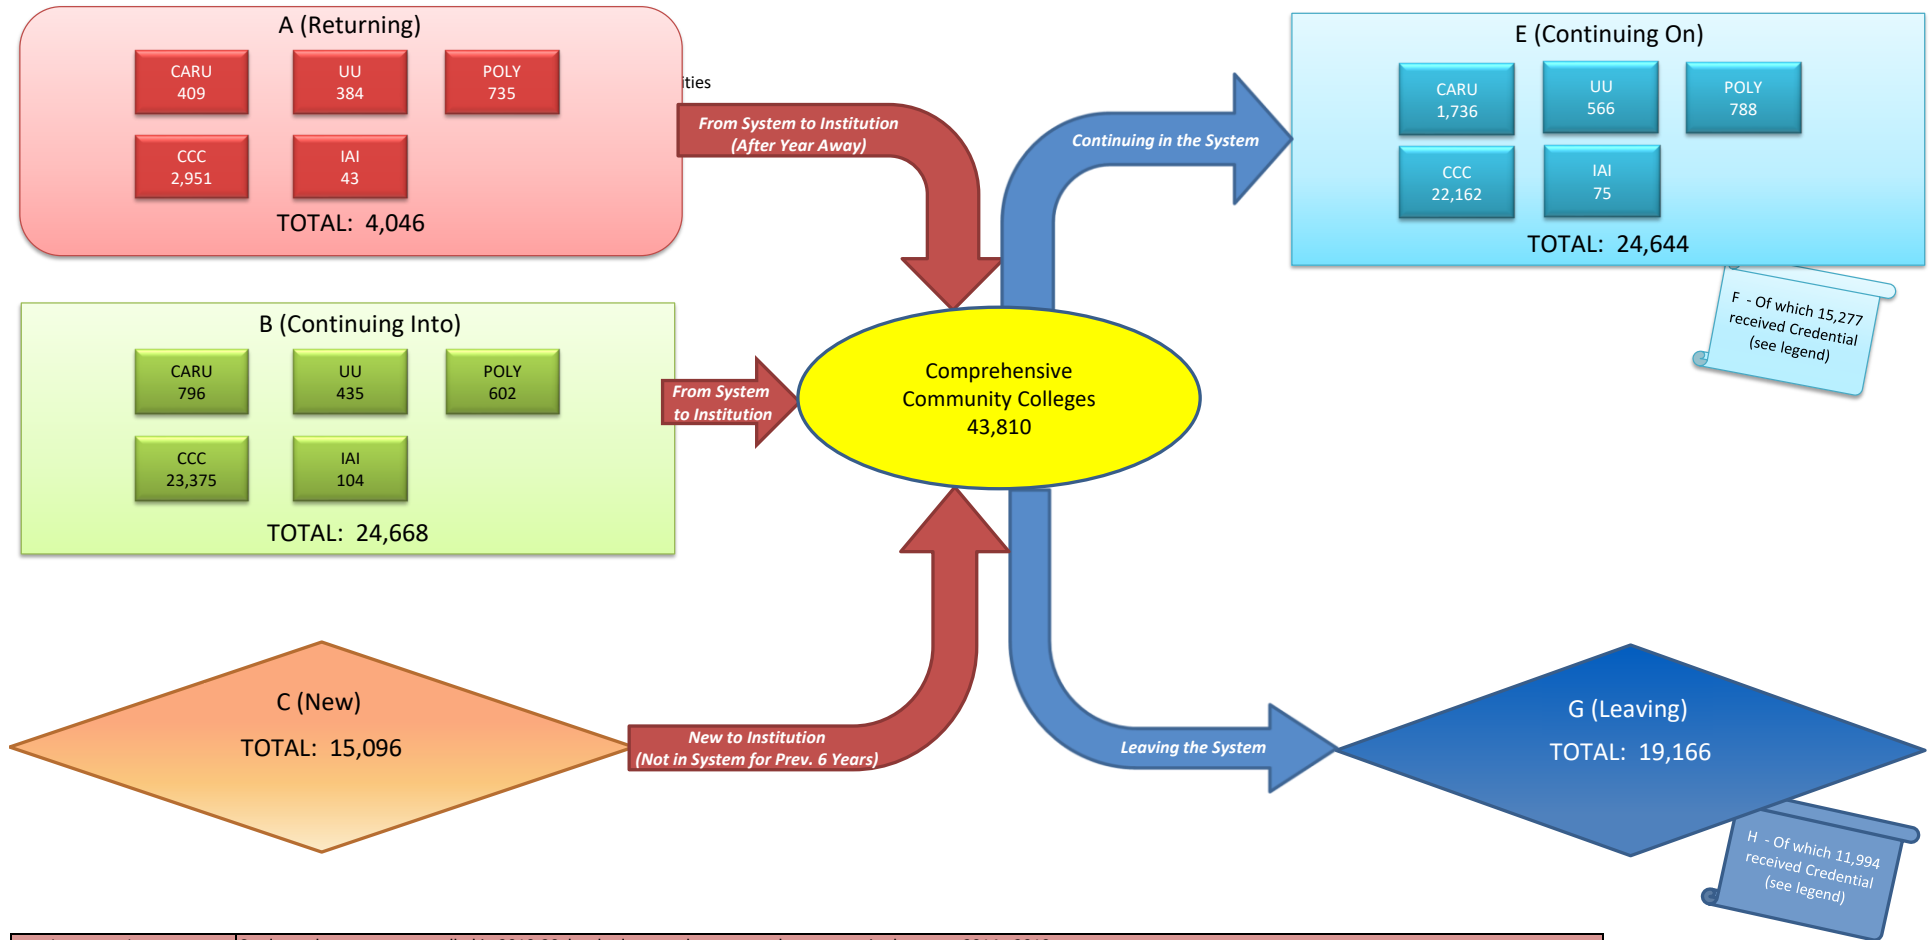 A (Returning)
CARU
409
UU
384
POLY
735
CCC
2,951
IAI
43
TOTAL: 4,046
ities
From System to Institution
(After Year Away)
B (Continuing Into)
CARU
796
UU
435
POLY
602
CCC
23,375
IAI
104
TOTAL: 24,668
From System
to Institution
C (New)
TOTAL: 15,096
New to Institution
(Not in System for Prev. 6 Years)
Comprehensive
Community Colleges
43,810
Continuing in the System
E (Continuing On)
CARU
1,736
UU
566
POLY
788
CCC
22,162
IAI
75
TOTAL: 24,644
F - Of which 15,277
received Credential
(see legend)
Leaving the System
G (Leaving)
TOTAL: 19,166
H - Of which 11,994
received Credential
(see legend)